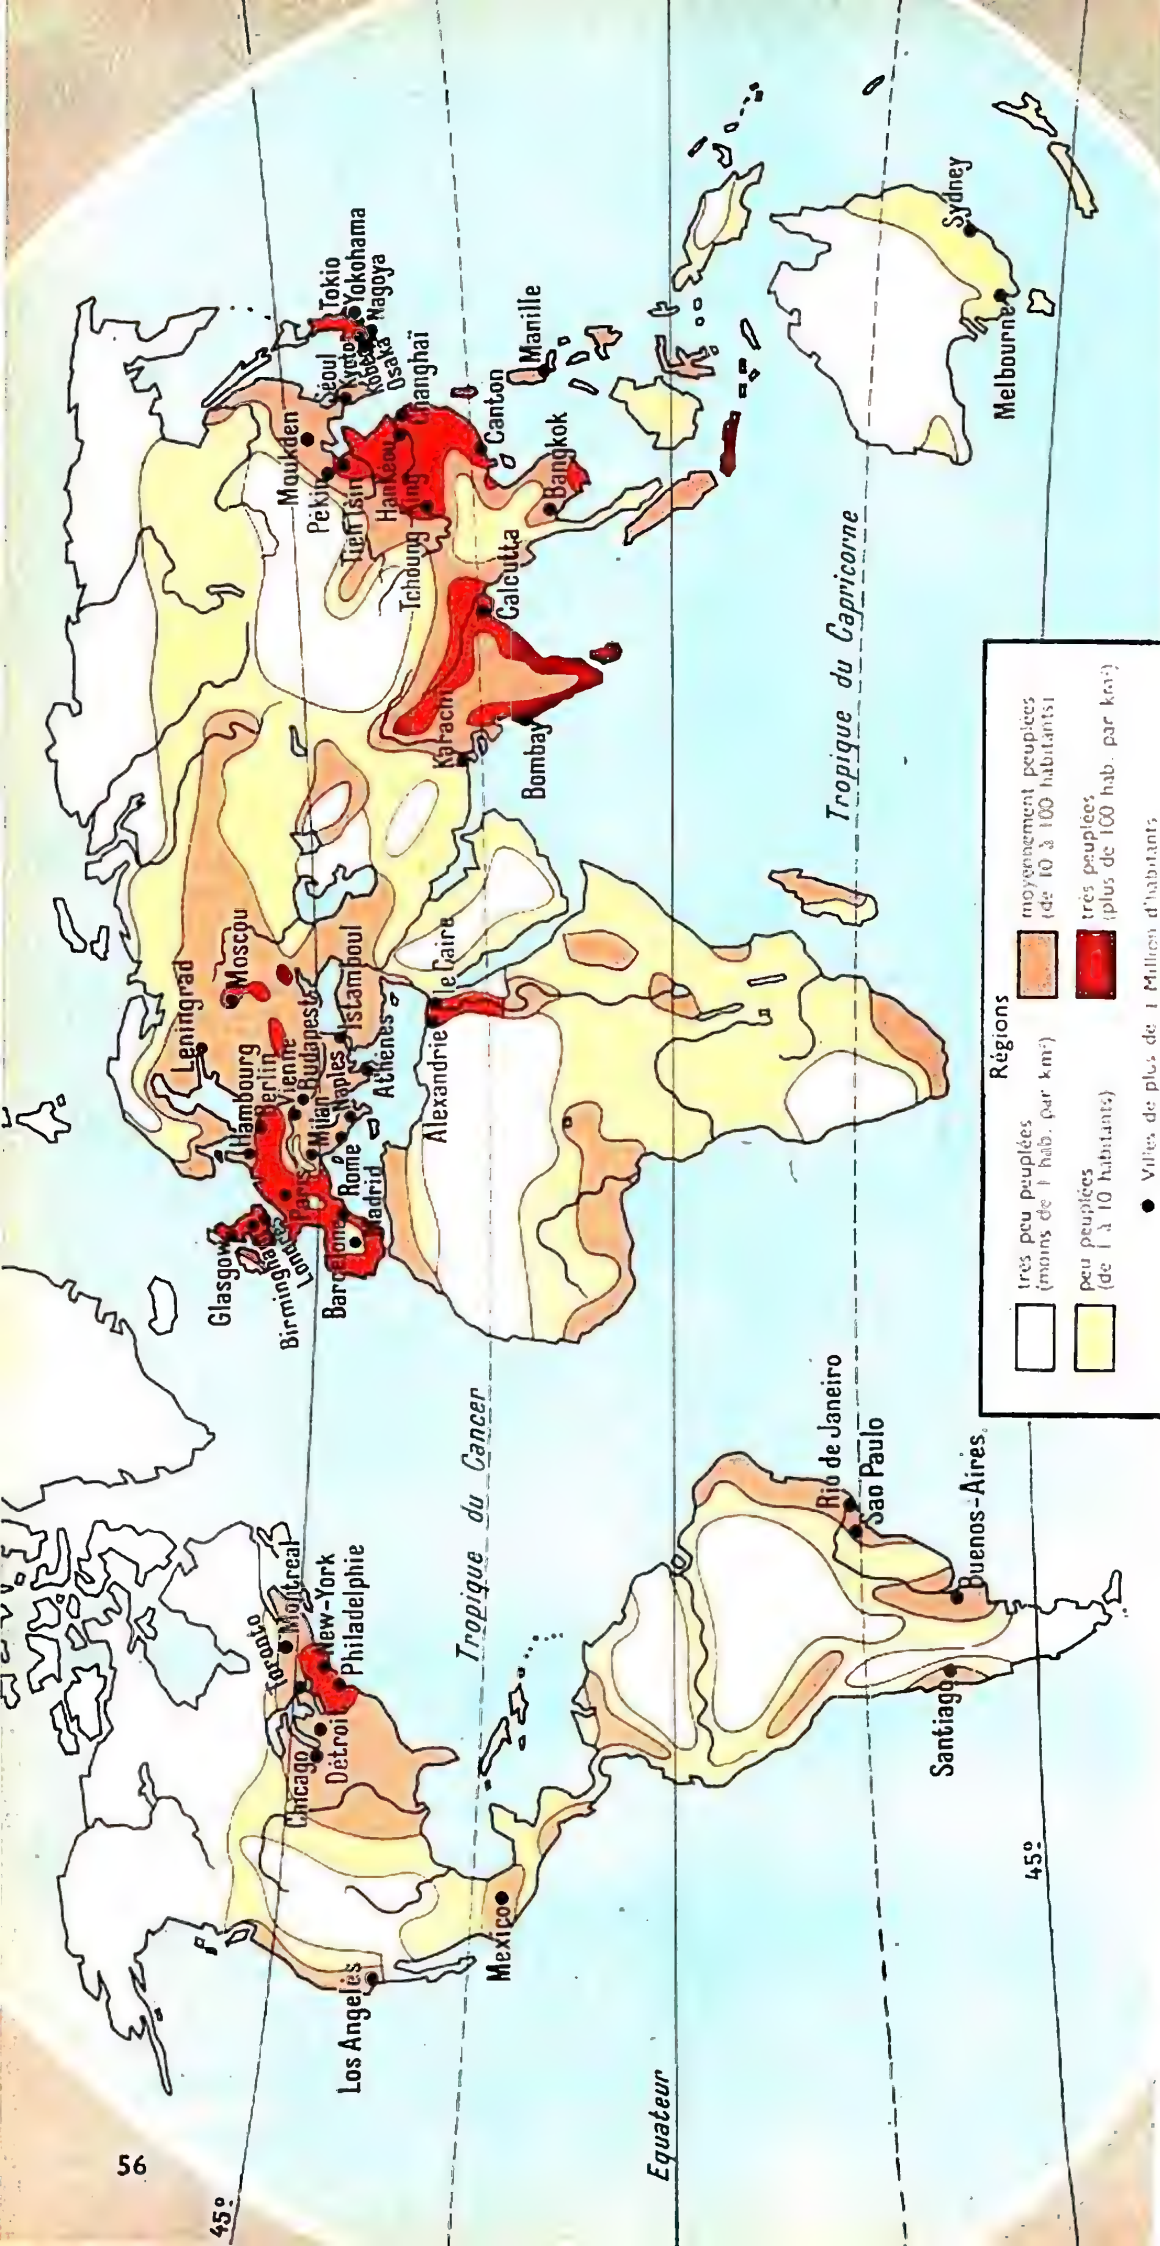 56
45º
Los Angeles
Mexico
Chicago
Détroit
Toronto
Montréal
New-York
Philadelphie
Tropique du Cancer
Equateur
Santiago
Buenos-Aires
Rio de Janeiro
Sao Paulo
45º
Glasgow
Birmingham
Londres
Paris
Barcelone
Madrid
Rome
Milan
Naples
Hambourg
Berlin
Vienne
Budapest
Leningrad
Moscou
Istamboul
Athènes
Alexandrie
le Caire
Karachi
Bombay
Calcutta
Tchoung King
Hankéou
Tien Tsin
Pékin
Moukden
Séoul
Kyoto
Kobé
Osaka
Tokio
Yokohama
Nagoya
Changhaï
Canton
Bangkok
Manille
Tropique du Capricorne
Melbourne
Sydney
Régions
très peu peuplées
(moins de 1 hab. par km²)
moyennement peuplées
(de 10 à 100 habitants)
peu peuplées
(de 1 à 10 habitants)
très peuplées
(plus de 100 hab. par km²)
Villes de plus de 1 Million d'habitants